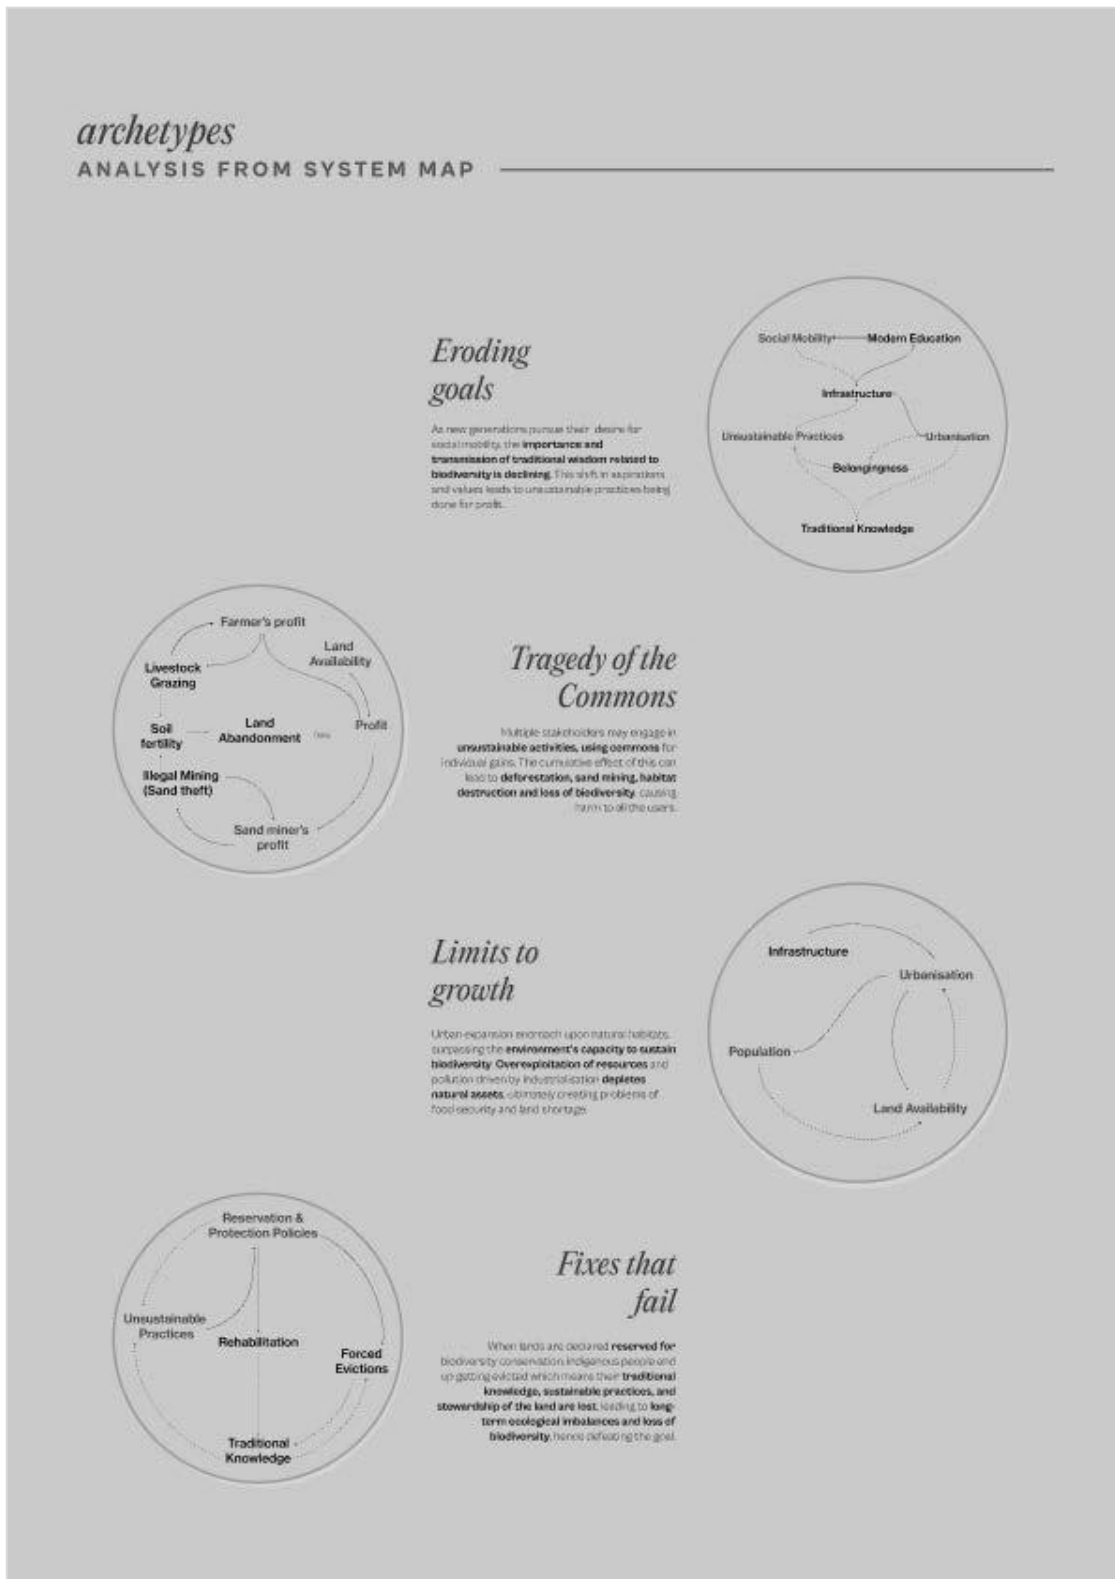 archetypes
ANALYSIS FROM SYSTEM MAP
Eroding
goals
As new generations pursue their desire for
social mobility, the importance and
transmission of traditional wisdom related to
biodiversity is declining. This shift in aspirations
and values leads to unsustainable practices being
done for profit.
Social Mobility
Modern Education
Infrastructure
Unsustainable Practices
Urbanisation
Belongingness
Traditional Knowledge
Farmer's profit
Land
Availability
Livestock
Grazing
Soil
fertility
Land
Abandonment
Profit
Illegal Mining
(Sand theft)
Sand miner's
profit
Tragedy of the
Commons
Multiple stakeholders may engage in
unsustainable activities, using commons for
individual gains. The cumulative effect of this can
lead to deforestation, sand mining, habitat
destruction and loss of biodiversity, causing
harm to all the users.
Limits to
growth
Urban expansion encroach upon natural habitats,
surpassing the environment's capacity to sustain
biodiversity. Overexploitation of resources and
pollution driven by industrialisation depletes
natural assets, ultimately creating problems of
food security and land shortage.
Infrastructure
Urbanisation
Population
Land Availability
Reservation &
Protection Policies
Unsustainable
Practices
Rehabilitation
Forced
Evictions
Traditional
Knowledge
Fixes that
fail
When lands are declared reserved for
biodiversity conservation indigenous people end
up getting evicted which means their traditional
knowledge, sustainable practices, and
stewardship of the land are lost, leading to long-
term ecological imbalances and loss of
biodiversity, hence defeating the goal.